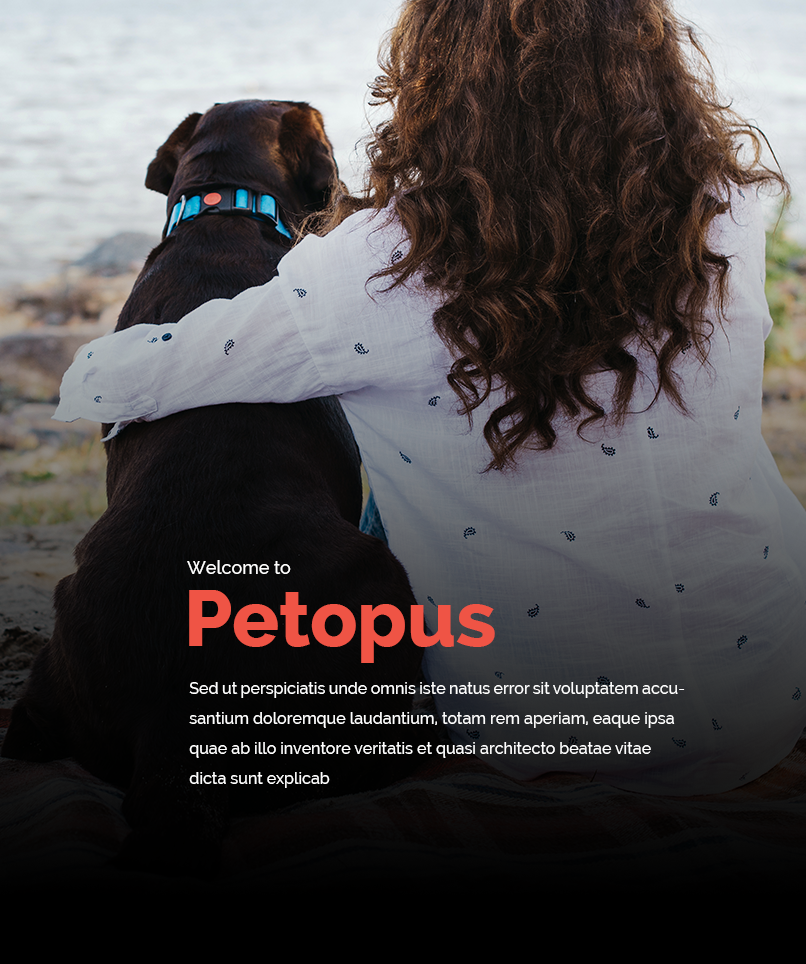 Welcome to
Petopus
Sed ut perspiciatis unde omnis iste natus error sit voluptatem accu-
santium doloremque laudantium, totam rem aperiam, eaque ipsa
quae ab illo inventore veritatis et quasi architecto beatae vitae
dicta sunt explicab